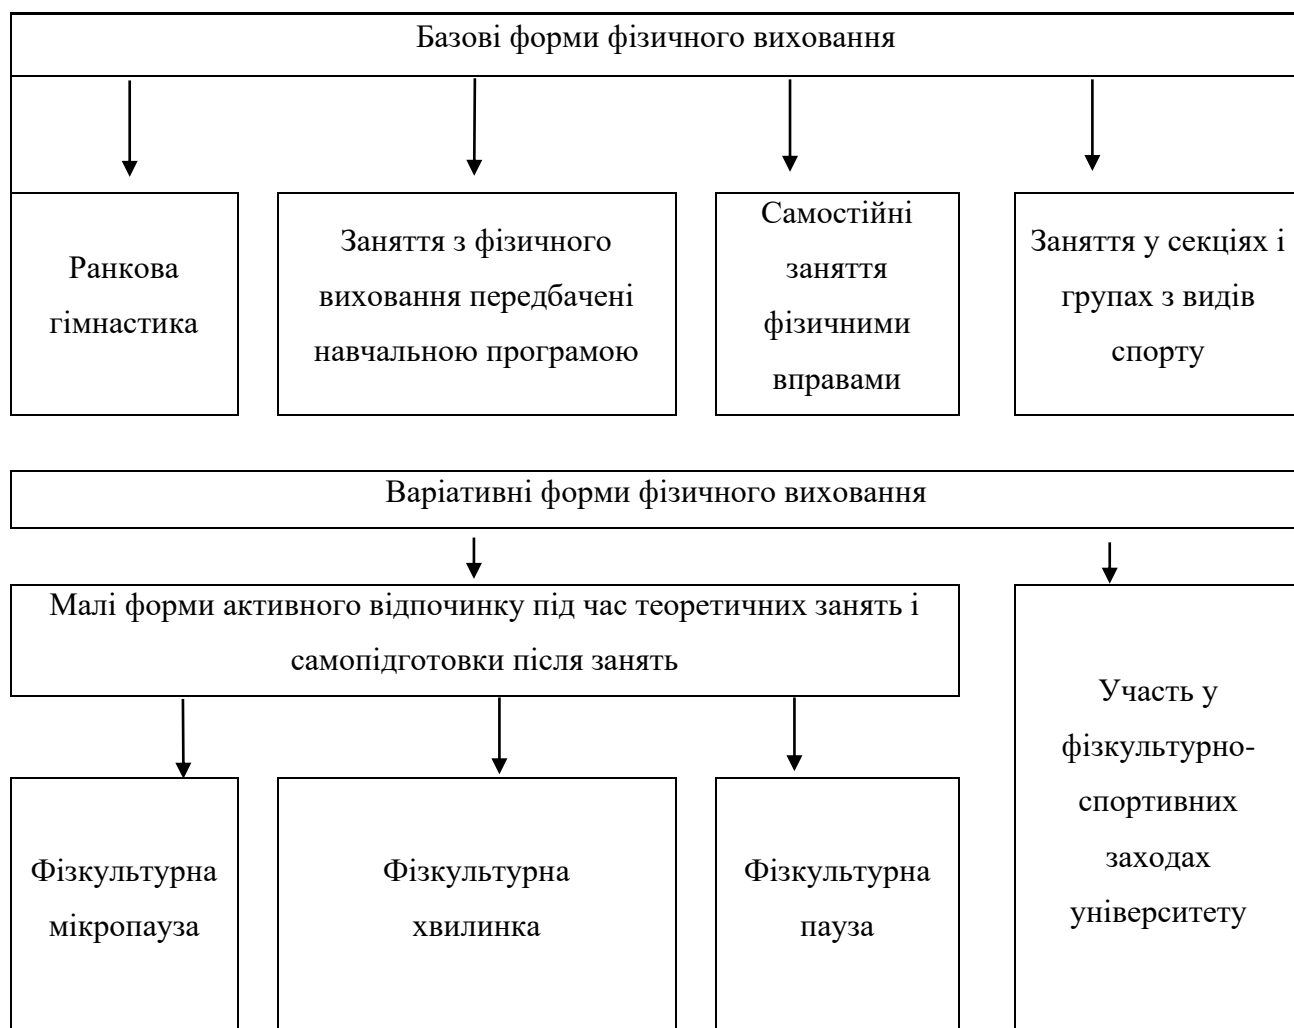 Базові форми фізичного виховання
Ранкова
гімнастика
Заняття з фізичного
виховання передбачені
навчальною програмою
Самостійні
заняття
фізичними
вправами
Заняття у секціях і
групах з видів
спорту
Варіативні форми фізичного виховання
Малі форми активного відпочинку під час теоретичних занять і
самопідготовки після занять
Фізкультурна
мікропауза
Фізкультурна
хвилинка
Фізкультурна
пауза
Участь у
фізкультурно-
спортивних
заходах
університету